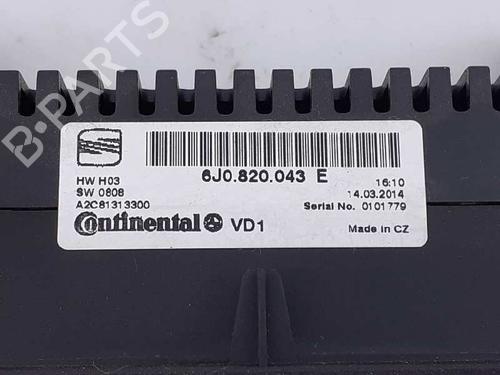 B-PARTS
6J0.820.043 E
HW H03
SW 0808
A2C81313300
16:10
14.03.2014
Serial No. 0101779
Continental VD1
Made in CZ